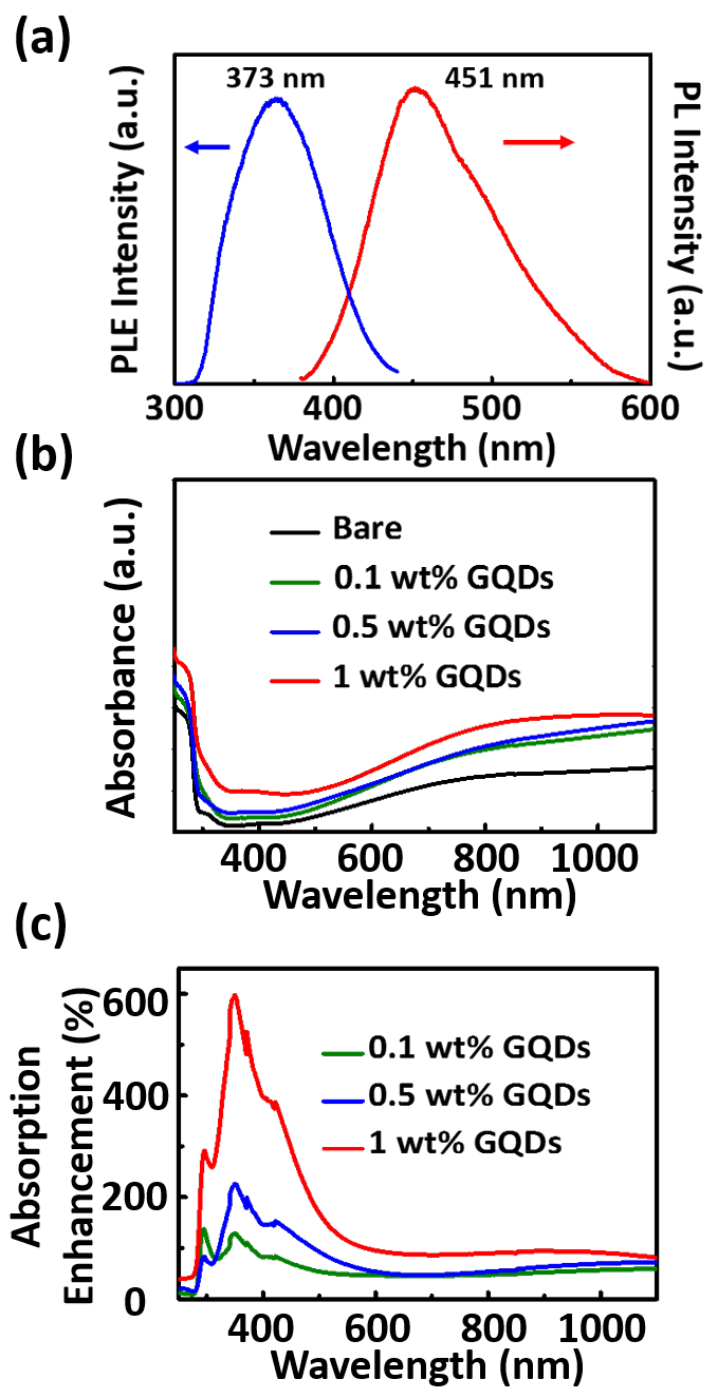 (a)
373 nm
451 nm
PLE Intensity (a.u.)
PL Intensity
(a.u.)
300
400
500
600
Wavelength (nm)
(b)
Absorbance (a.u.)
Bare
0.1 wt% GQDs
0.5 wt% GQDs
1 wt% GQDs
400
600
800
1000
Wavelength (nm)
(c)
Absorption
Enhancement (%)
600
400
200
0
0.1 wt% GQDs
0.5 wt% GQDs
1 wt% GQDs
400
600
800
1000
Wavelength (nm)